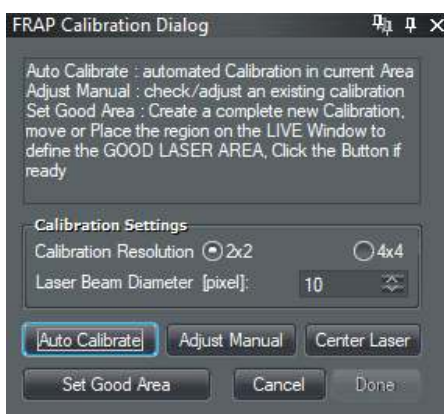 FRAP Calibration Dialog
Auto Calibrate : automated Calibration in current Area
Adjust Manual : check/adjust an existing calibration
Set Good Area : Create a complete new Calibration,
move or Place the region on the LIVE Window to
define the GOOD LASER AREA, Click the Button if
ready
Calibration Settings
Calibration Resolution 2x2 4x4
Laser Beam Diameter [pixel]: 10
Auto Calibrate Adjust Manual Center Laser
Set Good Area Cancel Done